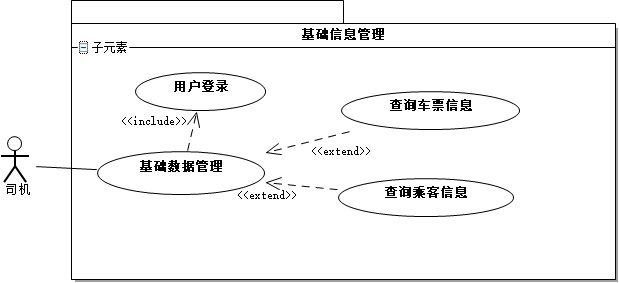 基础信息管理
子元素
用户登录
查询车票信息
<<include>>
<<extend>>
基础数据管理
司机
<<extend>>
查询乘客信息